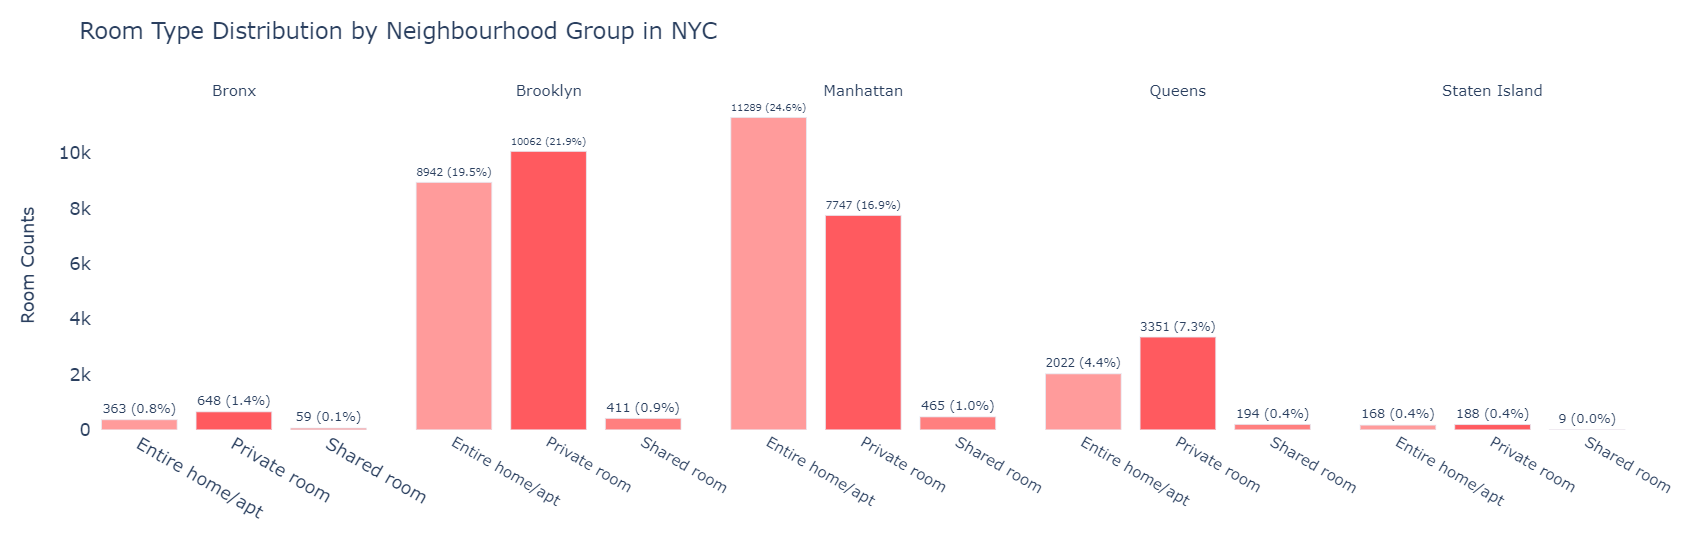 Room Type Distribution by Neighbourhood Group in NYC
Bronx
Brooklyn
Manhattan
Queens
Staten Island
Room Counts
10k
8k
6k
4k
2k
0
363 (0.8%)
648 (1.4%)
59 (0.1%)
8942 (19.5%)
10062 (21.9%)
411 (0.9%)
11289 (24.6%)
7747 (16.9%)
465 (1.0%)
2022 (4.4%)
3351 (7.3%)
194 (0.4%)
168 (0.4%)
188 (0.4%)
9 (0.0%)
Entire home/apt
Private room
Shared room
Entire home/apt
Private room
Shared room
Entire home/apt
Private room
Shared room
Entire home/apt
Private room
Shared room
Entire home/apt
Private room
Shared room